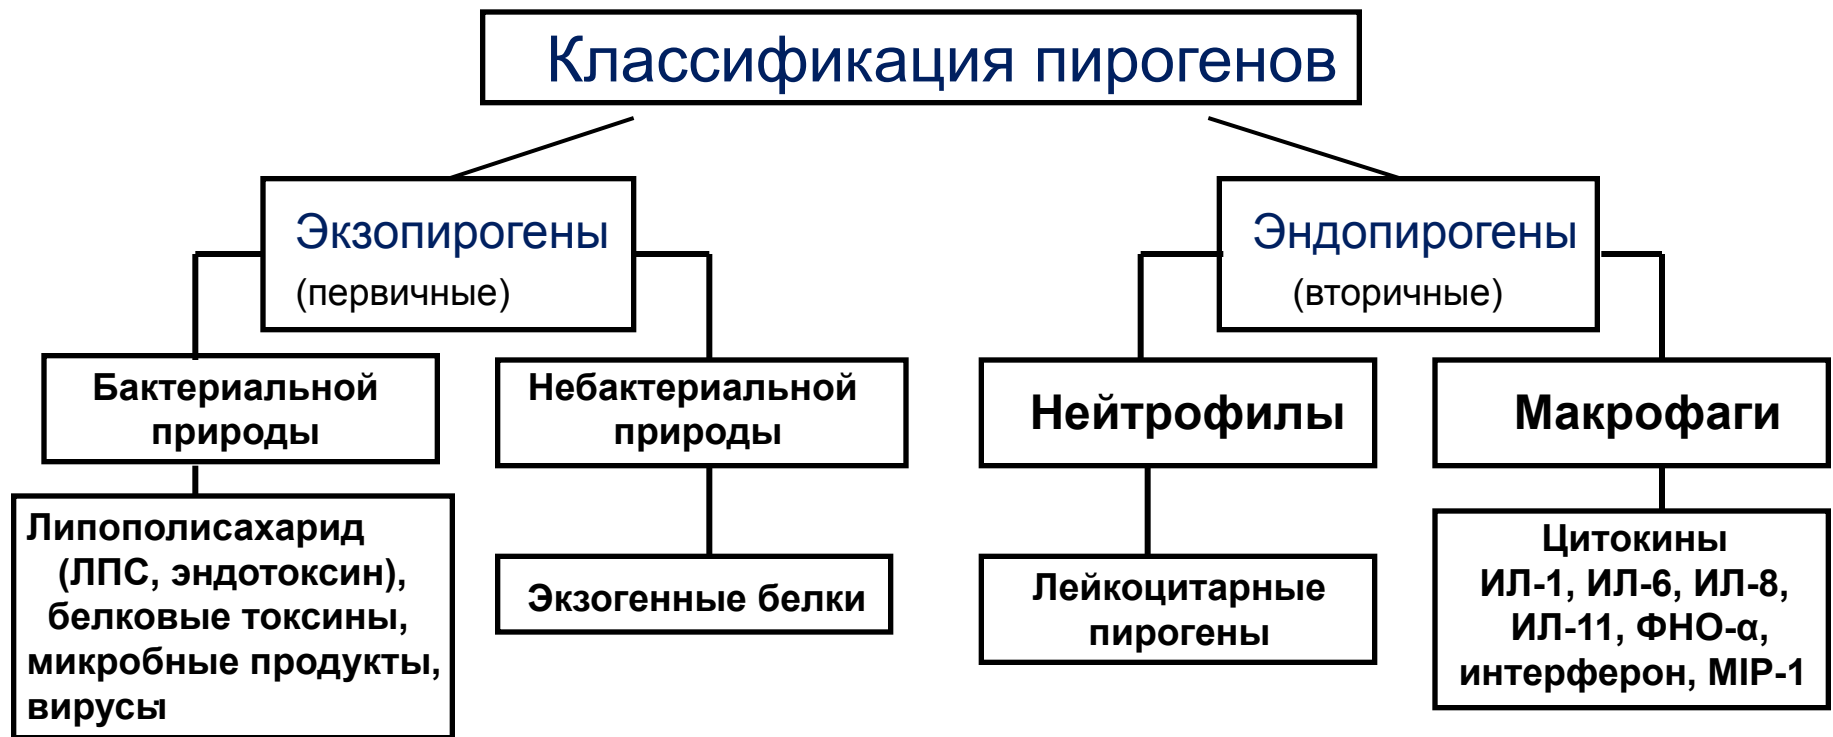 Классификация пирогенов
Экзопирогены
(первичные)
Эндопирогены
(вторичные)
Бактериальной
природы
Небактериальной
природы
Нейтрофилы
Макрофаги
Липополисахарид
(ЛПС, эндотоксин),
белковые токсины,
микробные продукты,
вирусы
Экзогенные белки
Лейкоцитарные
пирогены
Цитокины
ИЛ-1, ИЛ-6, ИЛ-8,
ИЛ-11, ФНО-α,
интерферон, MIP-1